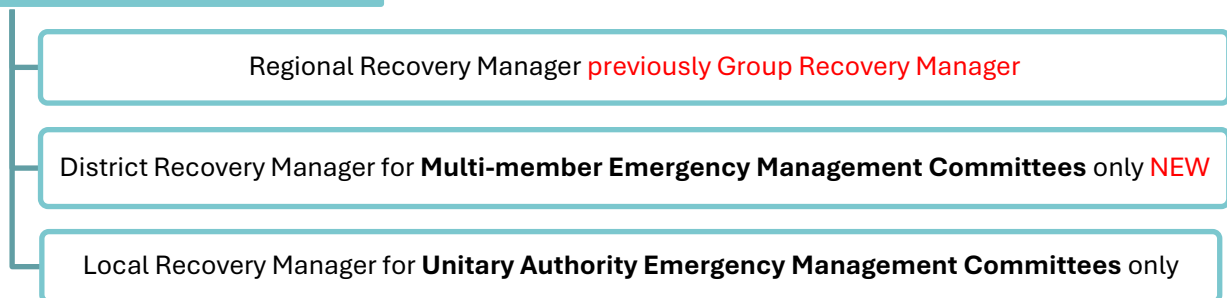 Regional Recovery Manager previously Group Recovery Manager
District Recovery Manager for Multi-member Emergency Management Committees only NEW
Local Recovery Manager for Unitary Authority Emergency Management Committees only